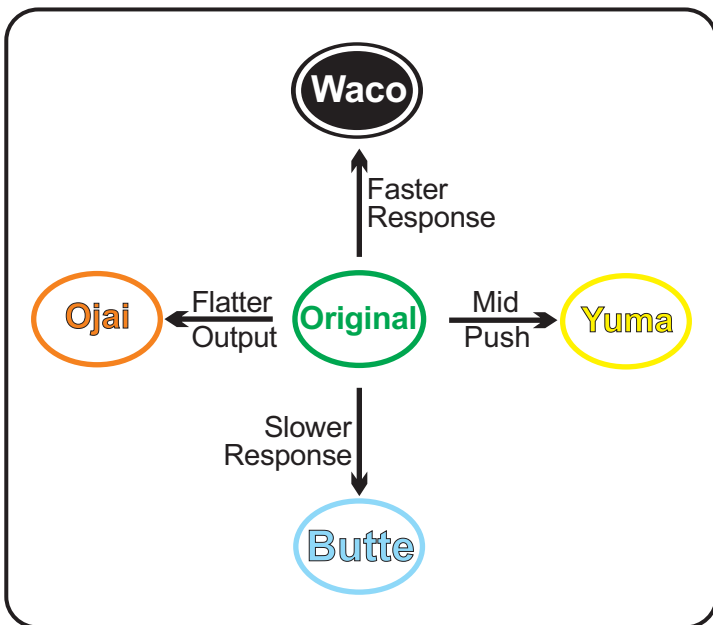 Waco
Faster
Response
Ojai
Flatter
Output
Original
Mid
Push
Yuma
Slower
Response
Butte